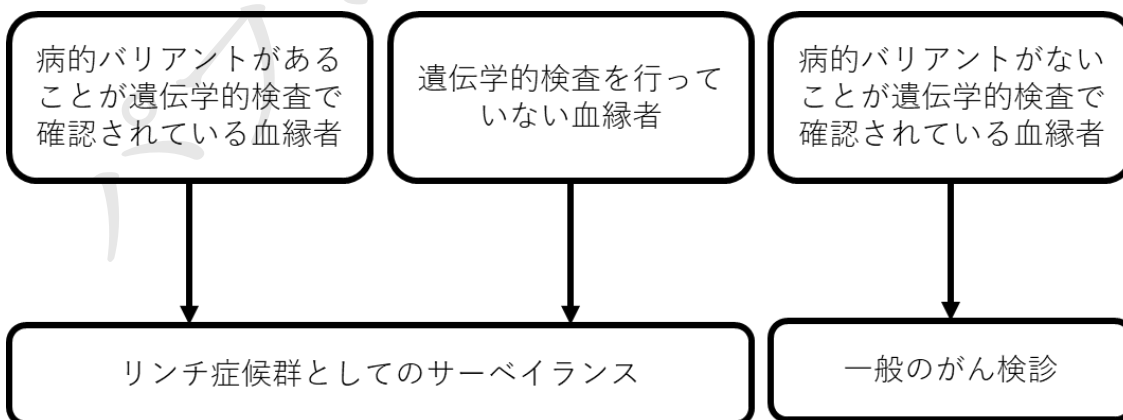 病的バリアントがある
ことが遺伝学的検査で
確認されている血縁者
遺伝学的検査を行って
いない血縁者
病的バリアントがない
ことが遺伝学的検査で
確認されている血縁者
リンチ症候群としてのサーベイランス
一般のがん検診